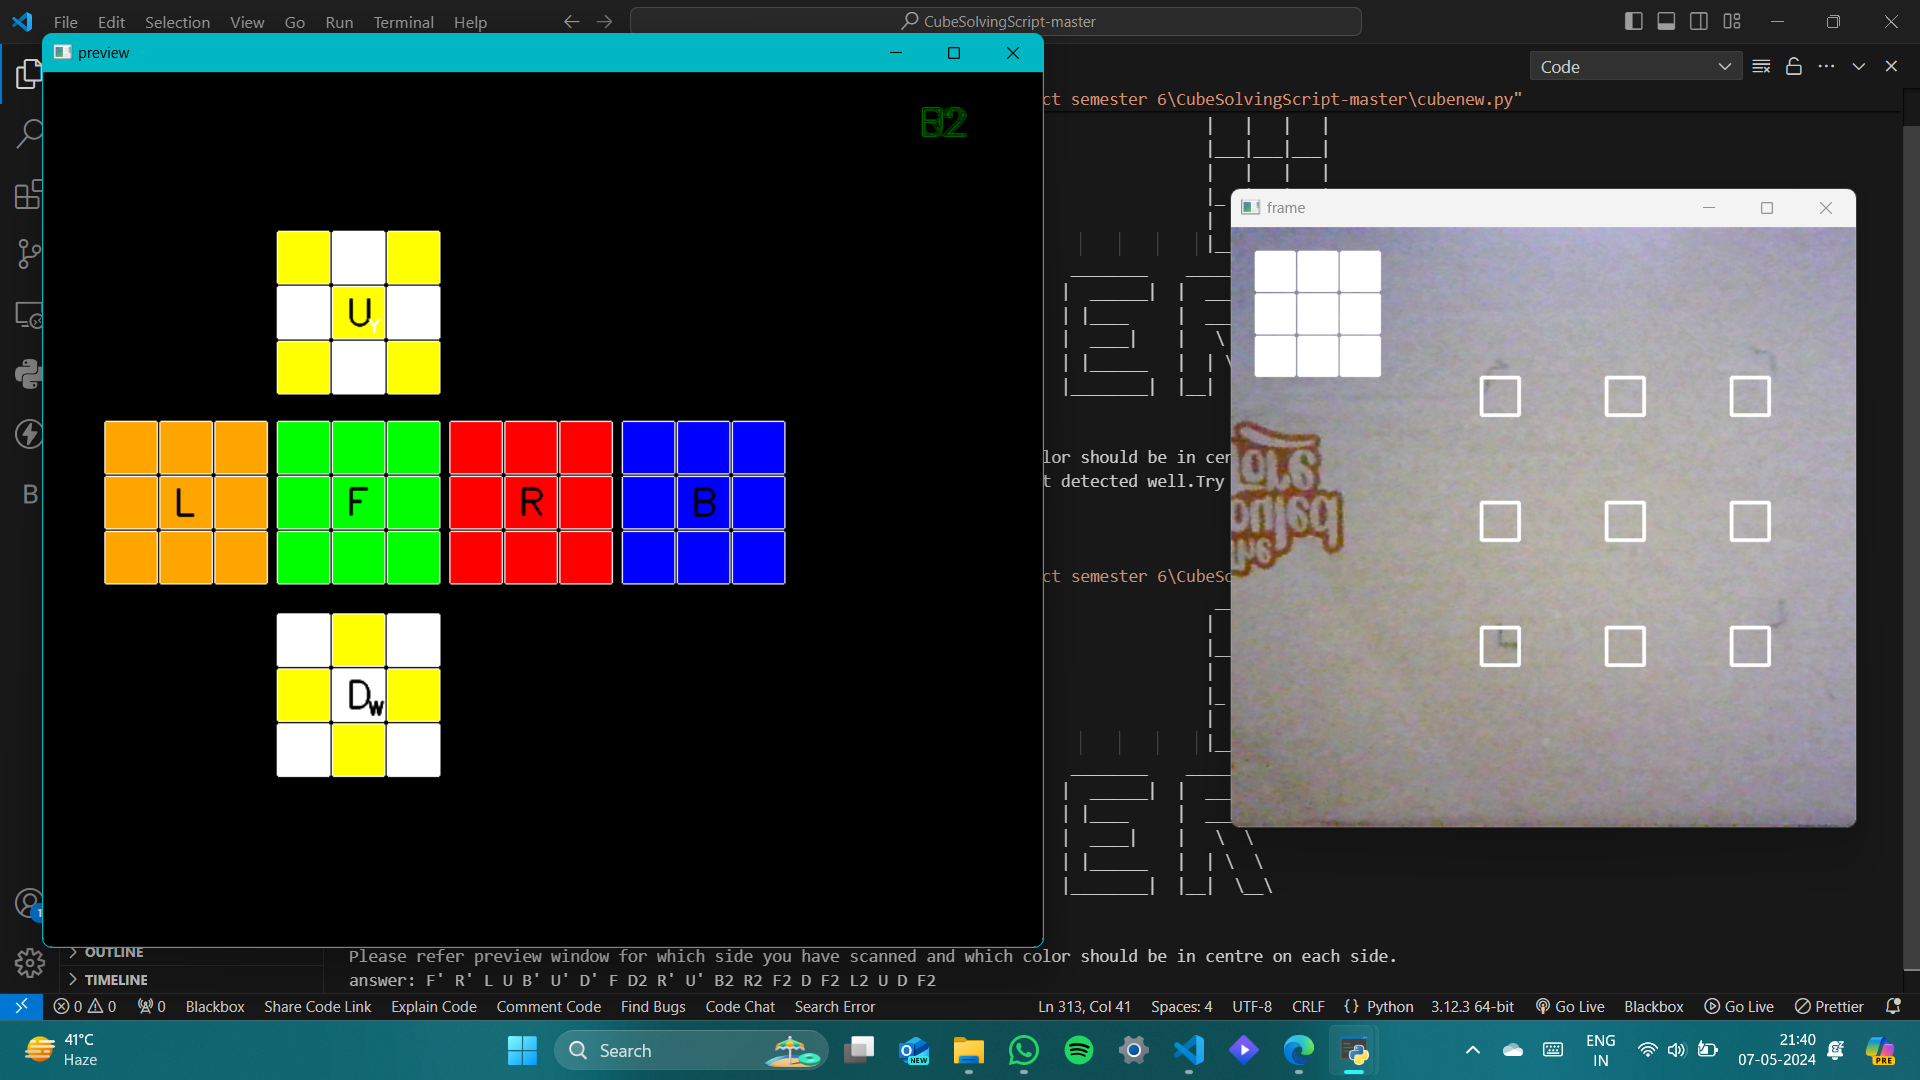 File Edit Selection View Go Run Terminal Help
CubeSolvingScript-master
preview
Code
ct semester 6\CubeSolvingScript-master\cubenew.py"
frame
U
Y
L F R B
D
W
lor should be in cen
t detected well.Try
ct semester 6\CubeSc
B
1
OUTLINE
TIMELINE
Please refer preview window for which side you have scanned and which color should be in centre on each side.
answer: F' R' L U B' U' D' F D2 R' U' B2 R2 F2 D F2 L2 U D F2
0 0 0 Blackbox Share Code Link Explain Code Comment Code Find Bugs Code Chat Search Error Ln 313, Col 41 Spaces: 4 UTF-8 CRLF {} Python 3.12.3 64-bit Go Live Blackbox Go Live Prettier
41°C
Haze
Search
NEW
ENG
IN
21:40
07-05-2024
PRE